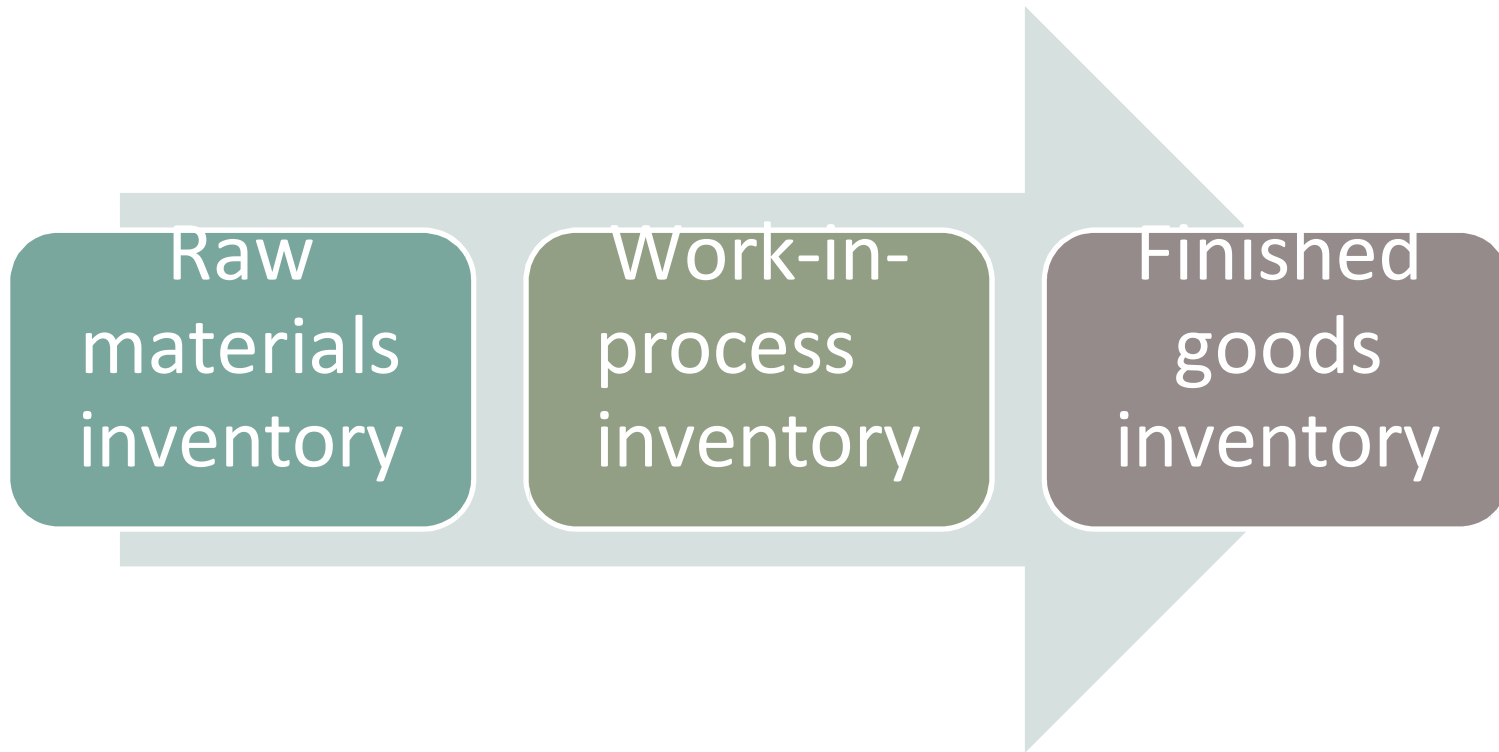 Raw
materials
inventory
Work-in-
process
inventory
Finished
goods
inventory